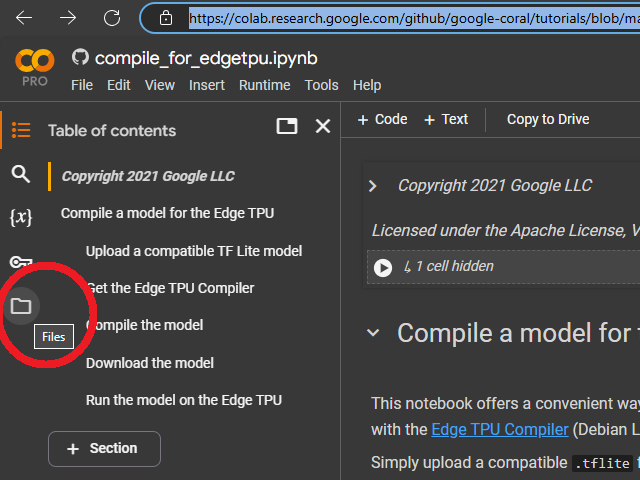 https://colab.research.google.com/github/google-coral/tutorials/blob/ma
CO
PRO
compile_for_edgetpu.ipynb
File Edit View Insert Runtime Tools Help
Table of contents
+ Code + Text Copy to Drive
Copyright 2021 Google LLC
Compile a model for the Edge TPU
Upload a compatible TF Lite model
{x}
Get the Edge TPU Compiler
Compile the model
Files
Download the model
Run the model on the Edge TPU
+ Section
Copyright 2021 Google LLC
Licensed under the Apache License, V
1 cell hidden
Compile a model for
This notebook offers a convenient way
with the Edge TPU Compiler (Debian L
Simply upload a compatible .tflite f